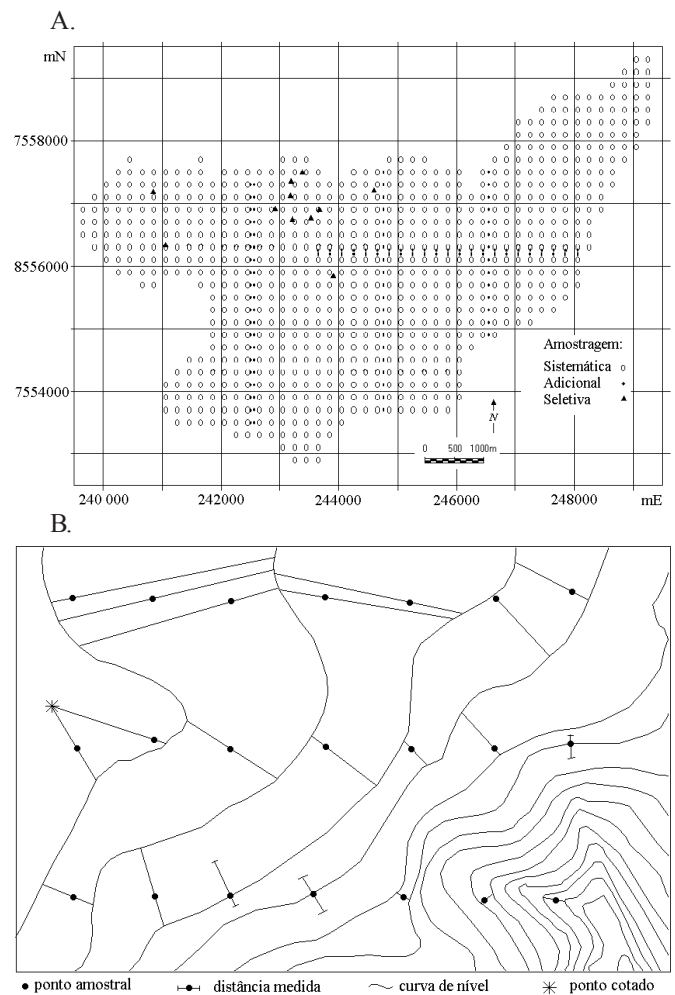 A.
mN
7558000
8556000
7554000
Amostragem:
Sistemática
Adicional
Seletiva
N
0 500 1000m
240 000 242000 244000 246000 248000 mE
B.
ponto amostral distância medida curva de nível ponto cotado